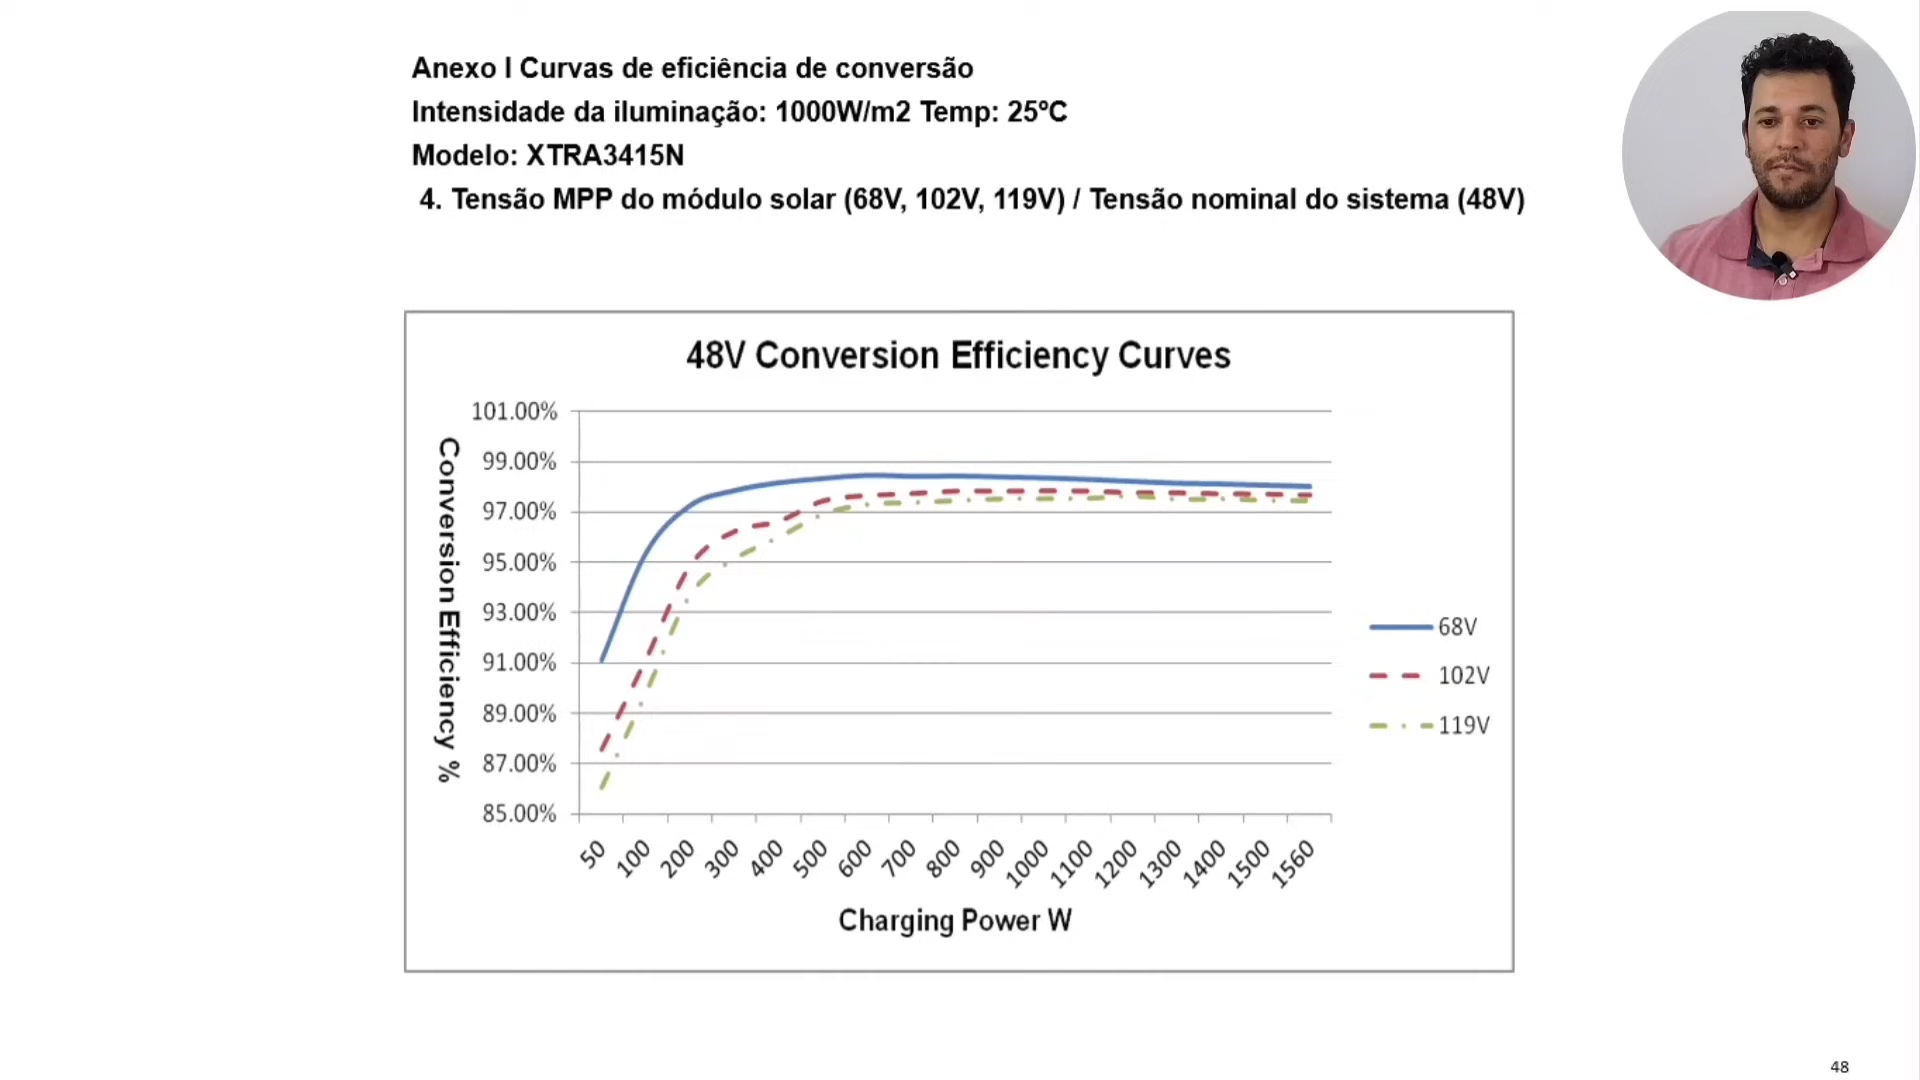 Anexo I Curvas de eficiência de conversão
Intensidade da iluminação: 1000W/m2 Temp: 25ºC
Modelo: XTRA3415N
4. Tensão MPP do módulo solar (68V, 102V, 119V) / Tensão nominal do sistema (48V)
48V Conversion Efficiency Curves
Conversion Efficiency %
101.00%
99.00%
97.00%
95.00%
93.00%
91.00%
89.00%
87.00%
85.00%
68V
102V
119V
50 100 200 300 400 500 600 700 800 900 1000 1100 1200 1300 1400 1500 1560
Charging Power W
48